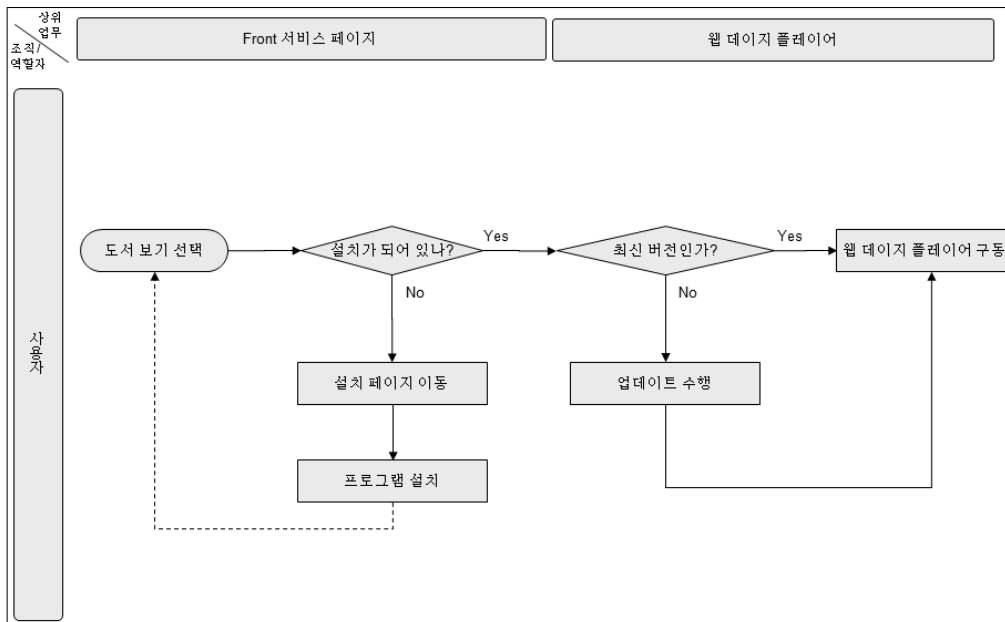 상위
업무
조직/
역할자
Front 서비스 페이지
웹 데이지 플레이어
사용자
도서 보기 선택
설치가 되어 있나?
Yes
최신 버전인가?
Yes
웹 데이지 플레이어 구동
No
No
설치 페이지 이동
업데이트 수행
프로그램 설치